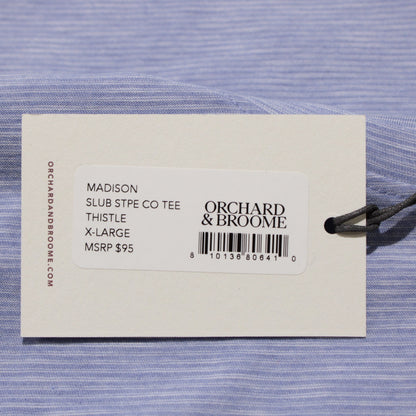 ORCHARDANDBROOME.COM
MADISON
SLUB STPE CO TEE
THISTLE
X-LARGE
MSRP $95
ORCHARD
& BROOME
8 10136 80641 0